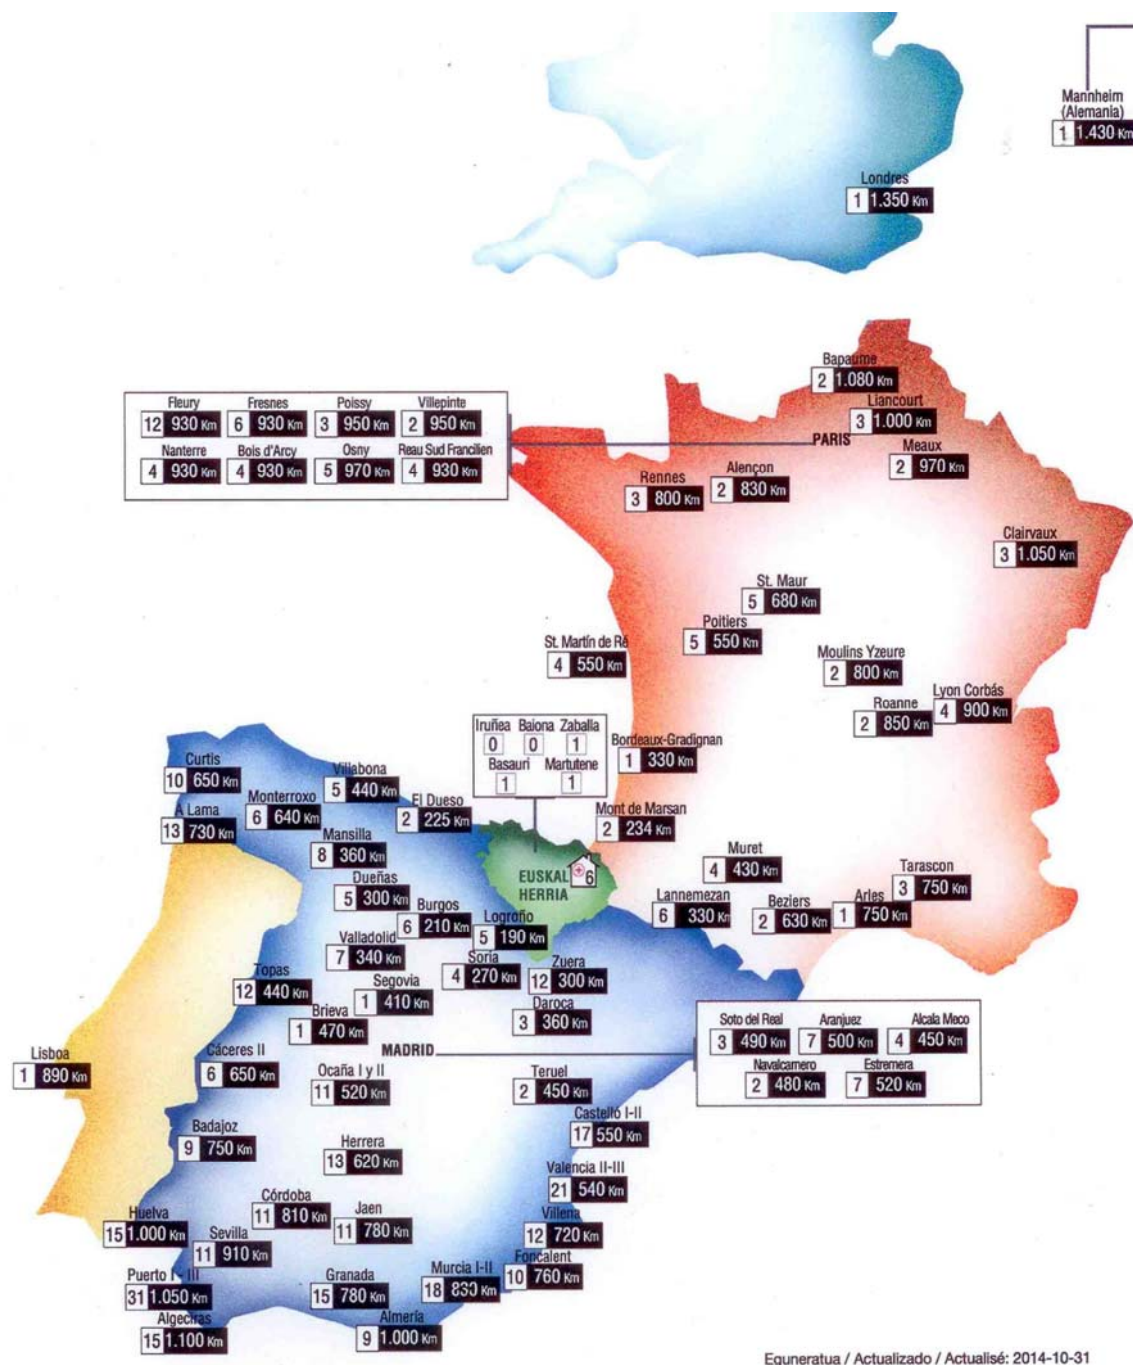 Mannheim
(Alemania)
1 1.430 Km
Londres
1 1.350 Km
Bapaume
2 1.080 Km
Liancourt
3 1.000 Km
PARIS
Fleury Fresnes Poissy Villepinte
12 930 Km 6 930 Km 3 950 Km 2 950 Km
Nanterre Bois d'Arcy Osny Reau Sud Francilien
4 930 Km 4 930 Km 5 970 Km 4 930 Km
Meaux
2 970 Km
Rennes
3 800 Km
Alençon
2 830 Km
Clairvaux
3 1.050 Km
St. Maur
5 680 Km
Poitiers
5 550 Km
St. Martín de Ré
4 550 Km
Moulins Yzeure
2 800 Km
Roanne
2 850 Km
Lyon Corbás
4 900 Km
Iruñea Baiona Zaballa
0 0 1
Basauri Martutene
1 1
Bordeaux-Gradignan
1 330 Km
Curtis
10 650 Km
Villabona
5 440 Km
Monterroxo
6 640 Km
El Dueso
2 225 Km
A Lama
13 730 Km
Mansilla
8 360 Km
Mont de Marsan
2 234 Km
EUSKAL
HERRIA
6
Muret
4 430 Km
Tarascon
3 750 Km
Dueñas
5 300 Km
Lannemezan
6 330 Km
Beziers
2 630 Km
Arles
1 750 Km
Burgos
6 210 Km
Logroño
5 190 Km
Valladolid
7 340 Km
Soria
4 270 Km
Zuera
12 300 Km
Topas
12 440 Km
Segovia
1 410 Km
Brieva
1 470 Km
Daroca
3 360 Km
MADRID
Soto del Real Aranjuez Alcala Meco
3 490 Km 7 500 Km 4 450 Km
Navalcarnero Estremera
2 480 Km 7 520 Km
Lisboa
1 890 Km
Cáceres II
6 650 Km
Ocaña I y II
11 520 Km
Teruel
2 450 Km
Castelló I-II
17 550 Km
Badajoz
9 750 Km
Herrera
13 620 Km
Valencia II-III
21 540 Km
Córdoba
11 810 Km
Jaen
11 780 Km
Villena
12 720 Km
Huelva
15 1.000 Km
Sevilla
11 910 Km
Foncalent
10 760 Km
Puerto I - III
31 1.050 Km
Granada
15 780 Km
Murcia I-II
18 830 Km
Algeciras
15 1.100 Km
Almería
9 1.000 Km
Eguneratua / Actualizado / Actualisé: 2014-10-31